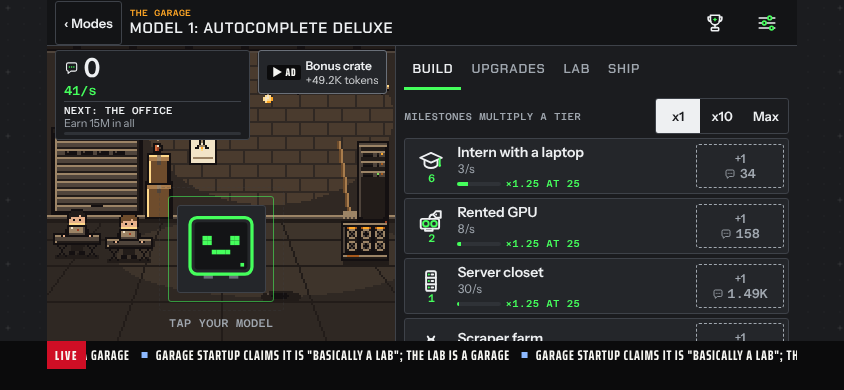 ‹ Modes
THE GARAGE
MODEL 1: AUTOCOMPLETE DELUXE
0
41/s
NEXT: THE OFFICE
Earn 15M in all
AD
Bonus crate
+49.2K tokens
TAP YOUR MODEL
BUILD
UPGRADES
LAB
SHIP
MILESTONES MULTIPLY A TIER
x1
x10
Max
Intern with a laptop
3/s
6
×1.25 AT 25
+1
34
Rented GPU
8/s
2
×1.25 AT 25
+1
158
Server closet
30/s
1
×1.25 AT 25
+1
1.49K
Scraper farm
+1
LIVE
GARAGE ■ GARAGE STARTUP CLAIMS IT IS "BASICALLY A LAB"; THE LAB IS A GARAGE ■ GARAGE STARTUP CLAIMS IT IS "BASICALLY A LAB"; TH